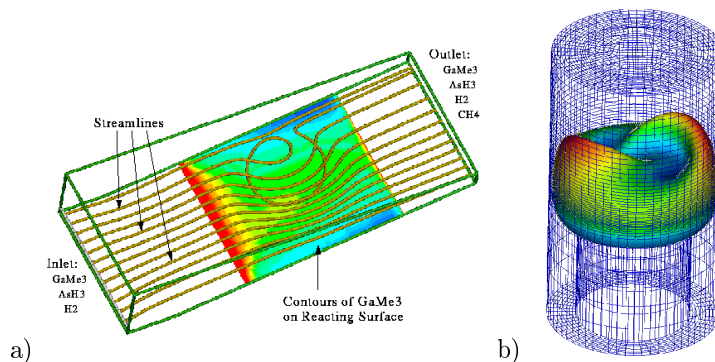 Outlet:
GaMe3
AsH3
H2
CH4
Streamlines
Inlet:
GaMe3
AsH3
H2
Contours of GaMe3
on Reacting Surface
a)
b)